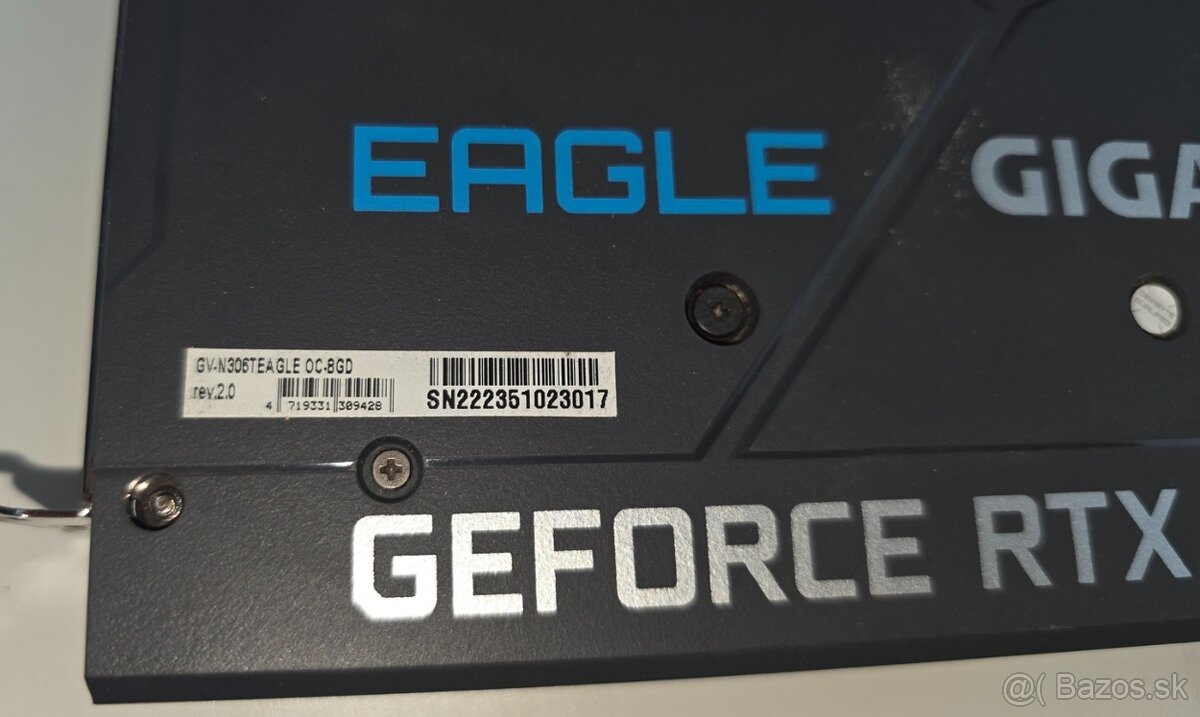 EAGLE
GIGA
GV-N306TEAGLE OC-8GD
rev.2.0
4 719331 309428
SN222351023017
GEFORCE RTX
@( Bazos.sk